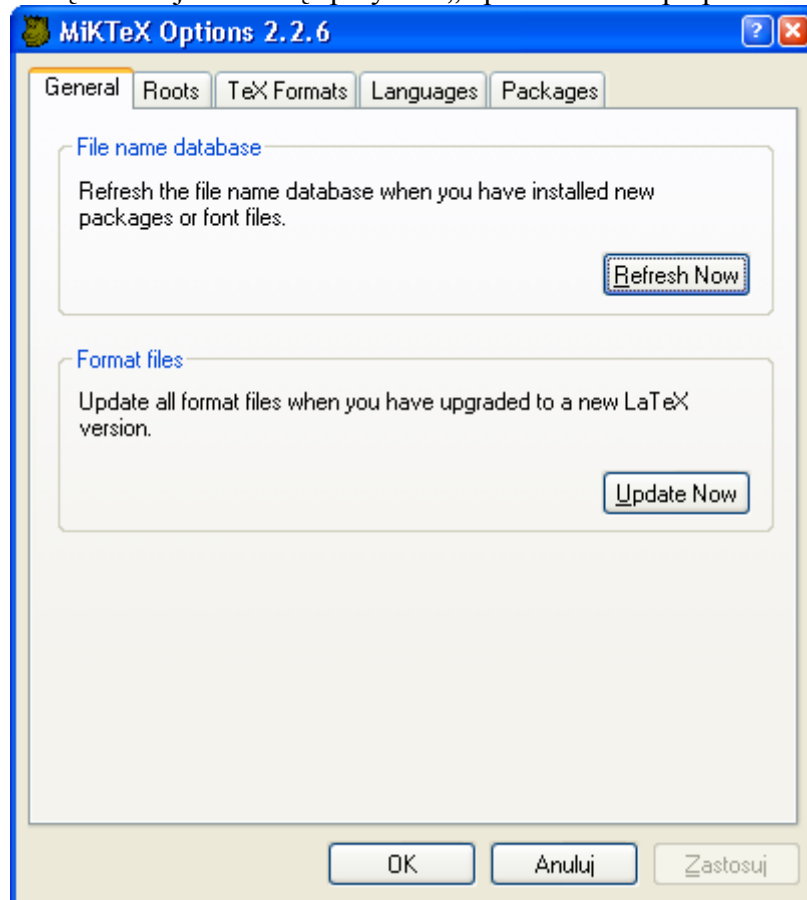 MiKTeX Options 2.2.6
General Roots TeX Formats Languages Packages
File name database
Refresh the file name database when you have installed new
packages or font files.
Refresh Now
Format files
Update all format files when you have upgraded to a new LaTeX
version.
Update Now
OK Anuluj Zastosuj